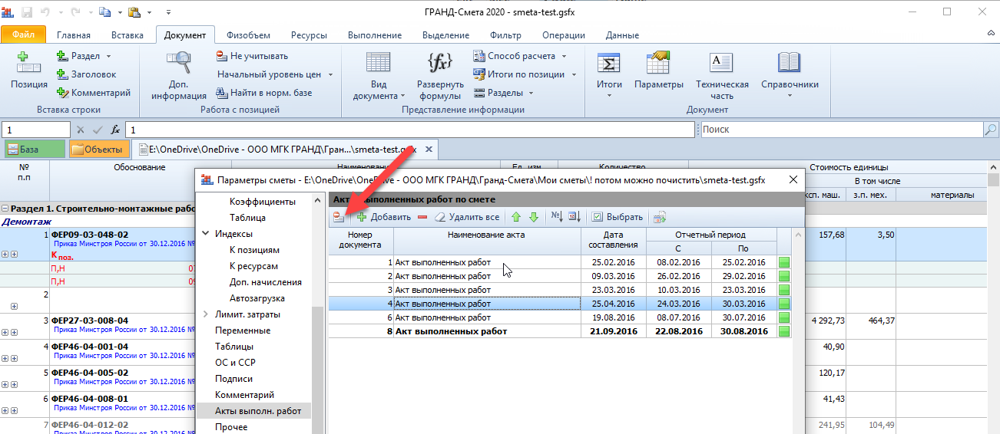 ГРАНД-Смета 2020 - smeta-test.gsfx
Файл Главная Вставка Документ Физобъем Ресурсы Выполнение Выделение Фильтр Операции Данные
Позиция
Раздел
Заголовок
Комментарий
Вставка строки
Доп. информация
Не учитывать
Начальный уровень цен
Найти в норм. базе
Работа с позицией
Вид документа
Развернуть формулы
Способ расчета
Итоги по позиции
Разделы
Представление информации
Итоги
Параметры
Техническая часть
Справочники
Документ
1 fx 1 Поиск
База Объекты E:\OneDrive\OneDrive - ООО МГК ГРАНД\Гран...\smeta-test.gsfx
№ п.п Обоснование Ед. изм. Количество Стоимость единицы
В том числе
эксп. маш. з.п. мех. материалы
Раздел 1. Строительно-монтажные рабо
Демонтаж
1 ФЕР09-03-048-02 157,68 3,50
Приказ Минстроя России от 30.12.2016 №
К поз.
П,Н
П,Н
2
3 ФЕР27-03-008-04 4 292,73 464,37
Приказ Минстроя России от 30.12.2016 №
4 ФЕР46-04-001-04 40,90
Приказ Минстроя России от 30.12.2016 №
5 ФЕР46-04-005-02 120,17
Приказ Минстроя России от 30.12.2016 №
6 ФЕР46-04-008-01 41,43
Приказ Минстроя России от 30.12.2016 №
7 ФЕР46-04-012-02 241,95 104,49
Приказ Минстроя России от 30.12.2016 №
Параметры сметы - E:\OneDrive\OneDrive - ООО МГК ГРАНД\Гранд-Смета\Мои сметы\! потом можно почистить\smeta-test.gsfx
Коэффициенты
Таблица
Индексы
К позициям
К ресурсам
Доп. начисления
Автозагрузка
Лимит. затраты
Переменные
Таблицы
ОС и ССР
Подписи
Комментарий
Акты выполн. работ
Прочее
Акты выполненных работ по смете
Добавить Удалить все Выбрать
Номер документа Наименование акта Дата составления Отчетный период
С По
1 Акт выполненных работ 25.02.2016 08.02.2016 25.02.2016
2 Акт выполненных работ 09.03.2016 26.02.2016 29.02.2016
3 Акт выполненных работ 23.03.2016 10.03.2016 23.03.2016
4 Акт выполненных работ 25.04.2016 24.03.2016 30.03.2016
6 Акт выполненных работ 19.08.2016 08.07.2016 30.07.2016
8 Акт выполненных работ 21.09.2016 22.08.2016 30.08.2016